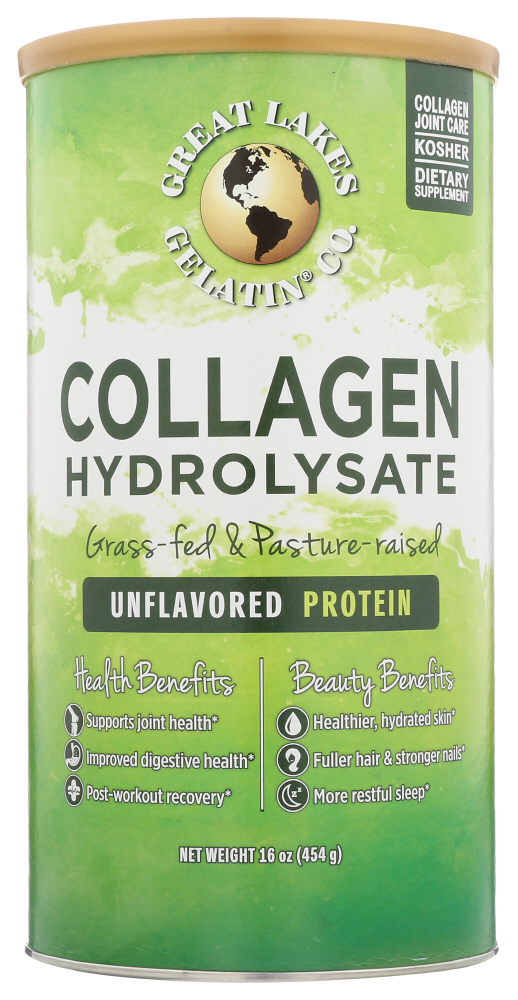 GREAT LAKES
GELATIN® CO.
COLLAGEN
JOINT CARE
KOSHER
DIETARY
SUPPLEMENT
COLLAGEN
HYDROLYSATE
Grass-fed & Pasture-raised
UNFLAVORED PROTEIN
Health Benefits
Supports joint health*
Improved digestive health*
Post-workout recovery*
Beauty Benefits
Healthier, hydrated skin*
Fuller hair & stronger nails*
More restful sleep*
NET WEIGHT 16 oz (454 g)